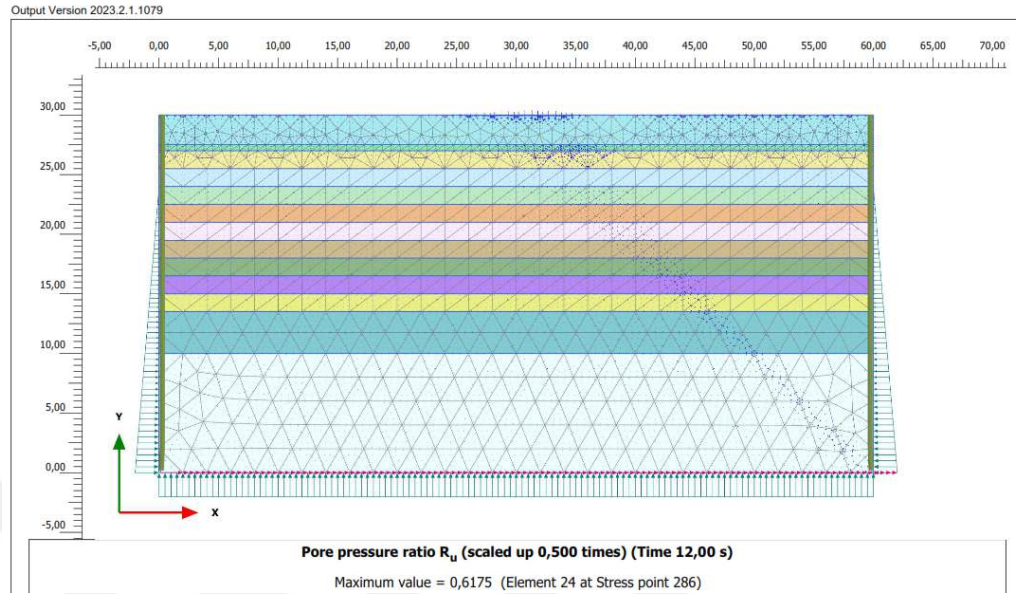 Output Version 2023.2.1.1079
-5,00 0,00 5,00 10,00 15,00 20,00 25,00 30,00 35,00 40,00 45,00 50,00 55,00 60,00 65,00 70,00
30,00
25,00
20,00
15,00
10,00
5,00
0,00
-5,00
Y
X
Pore pressure ratio Ru (scaled up 0,500 times) (Time 12,00 s)
Maximum value = 0,6175 (Element 24 at Stress point 286)